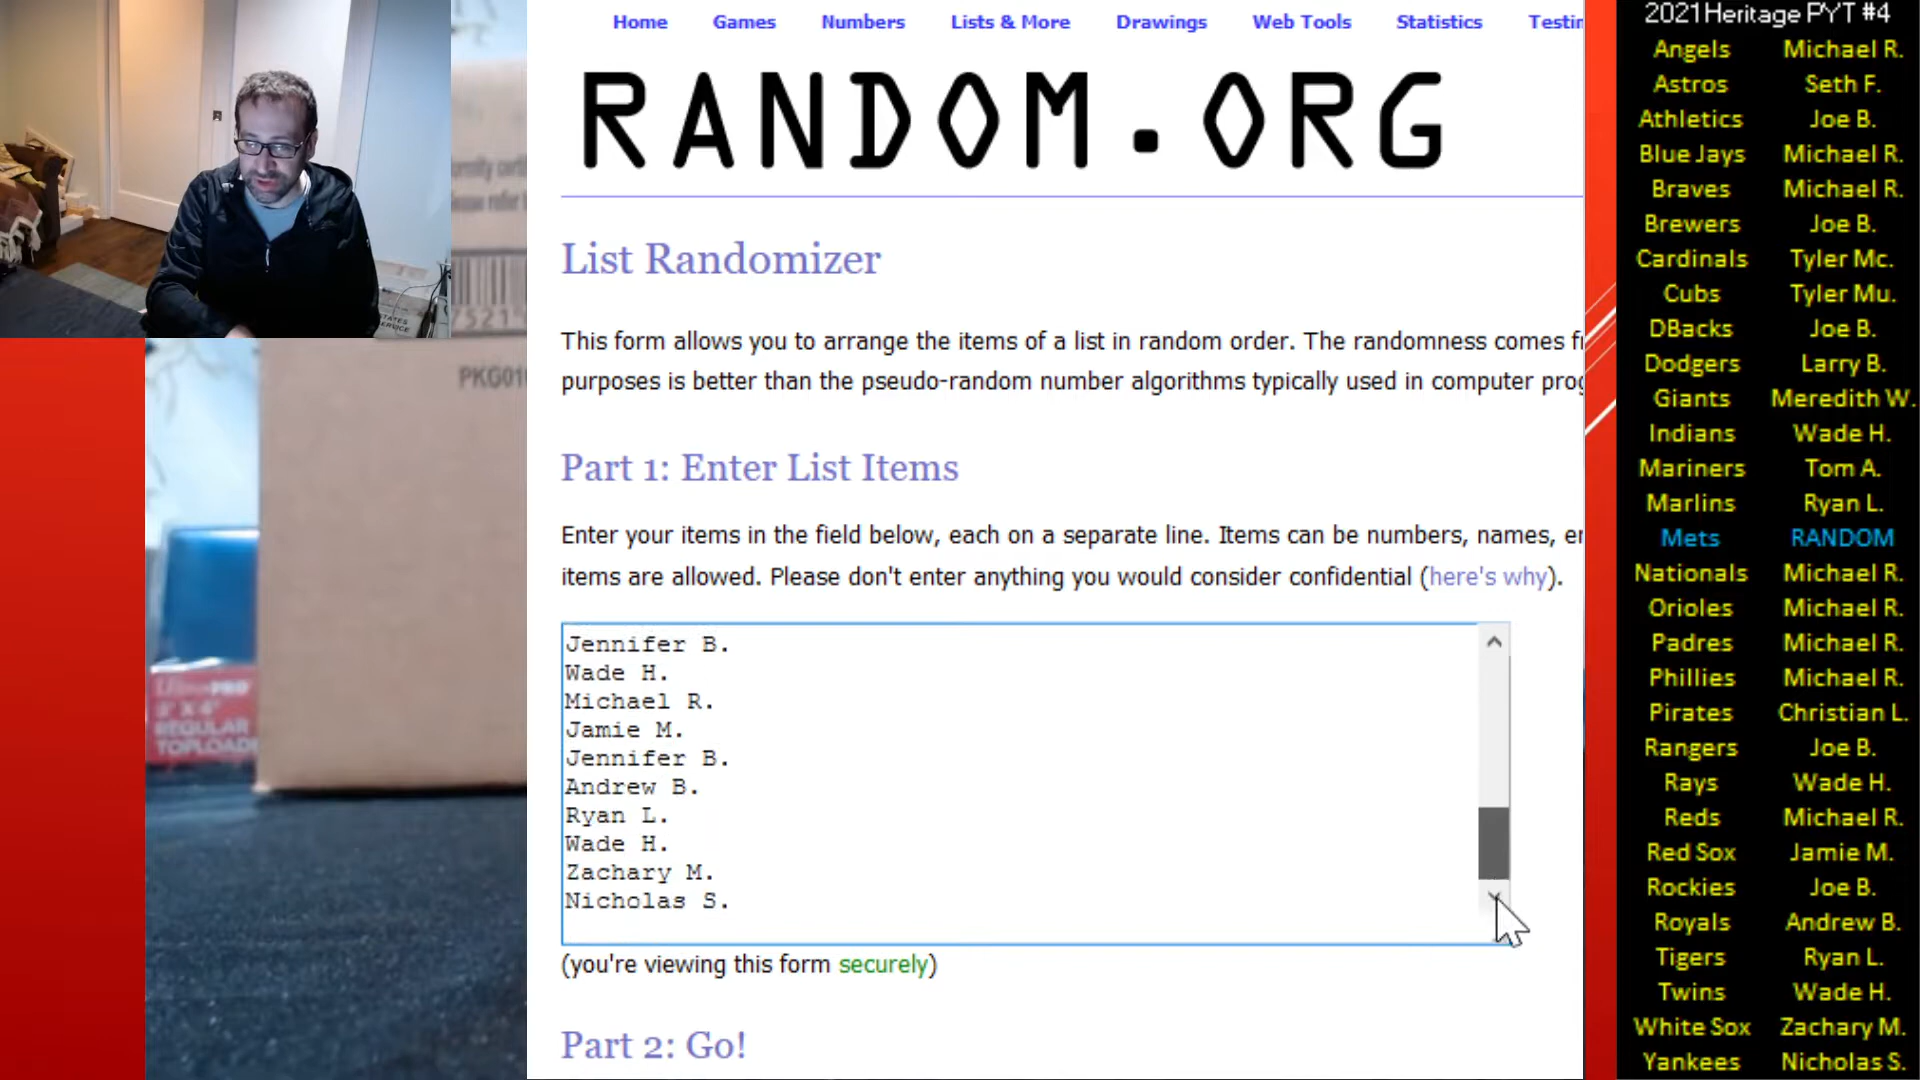 Home Games Numbers Lists & More Drawings Web Tools Statistics
RANDOM.ORG
List Randomizer
This form allows you to arrange the items of a list in random order. The randomness comes
purposes is better than the pseudo-random number algorithms typically used in computer
Part 1: Enter List Items
Enter your items in the field below, each on a separate line. Items can be numbers, names,
items are allowed. Please don't enter anything you would consider confidential (here's why).
Jennifer B.
Wade H.
Michael R.
Jamie M.
Jennifer B.
Andrew B.
Ryan L.
Wade H.
Zachary M.
Nicholas S.
(you're viewing this form securely)
Part 2: Go!
2021 Heritage PYT #4
Angels Michael R.
Astros Seth F.
Athletics Joe B.
Blue Jays Michael R.
Braves Michael R.
Brewers Joe B.
Cardinals Tyler Mc.
Cubs Tyler Mu.
DBacks Joe B.
Dodgers Larry B.
Giants Meredith W.
Indians Wade H.
Mariners Tom A.
Marlins Ryan L.
Mets RANDOM
Nationals Michael R.
Orioles Michael R.
Padres Michael R.
Phillies Michael R.
Pirates Christian L.
Rangers Joe B.
Rays Wade H.
Reds Michael R.
Red Sox Jamie M.
Rockies Joe B.
Royals Andrew B.
Tigers Ryan L.
Twins Wade H.
White Sox Zachary M.
Yankees Nicholas S.
3" X 4"
REGULAR